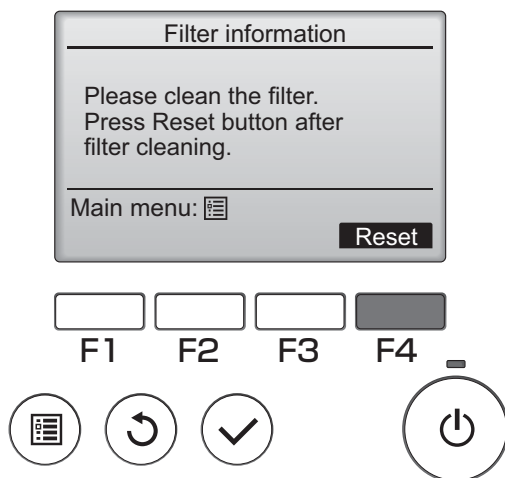 Filter information
Please clean the filter.
Press Reset button after
filter cleaning.
Main menu:
Reset
F1 F2 F3 F4